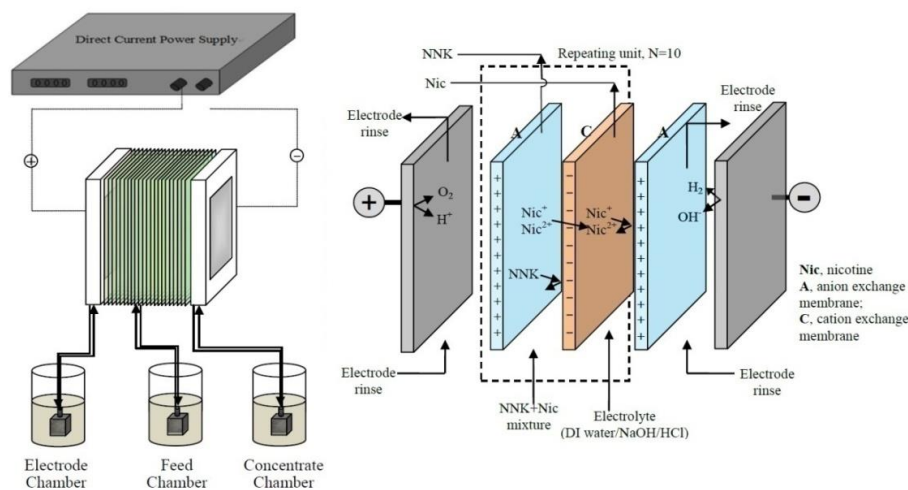 Direct Current Power Supply
0000
0000
+
−
Electrode
Chamber
Feed
Chamber
Concentrate
Chamber
NNK
Repeating unit, N=10
Nic
Electrode
rinse
A
C
A
Electrode
rinse
O₂
H⁺
Nic⁺
Nic²⁺
Nic⁺
Nic²⁺
NNK
H₂
OH⁻
+
-
Nic, nicotine
A, anion exchange
membrane;
C, cation exchange
membrane
Electrode
rinse
NNK+Nic
mixture
Electrolyte
(DI water/NaOH/HCl)
Electrode
rinse